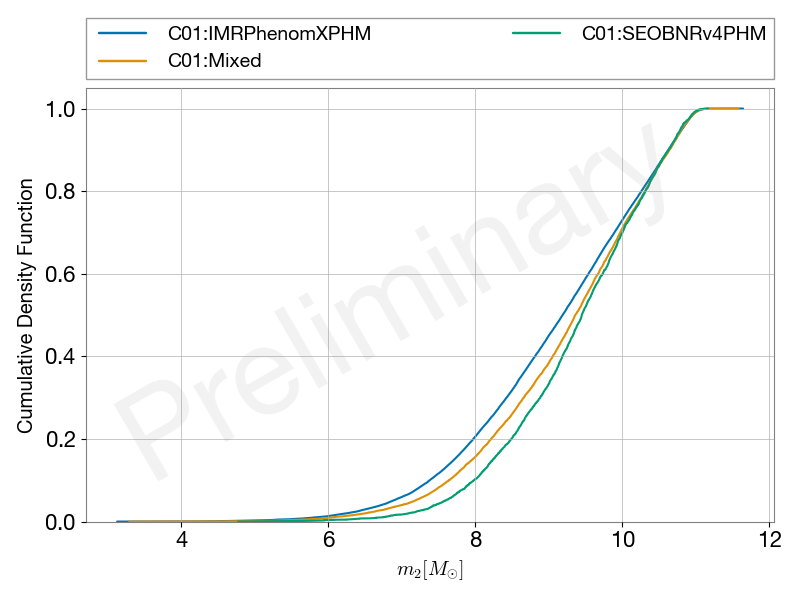 C01:IMRPhenomXPHM
C01:Mixed
C01:SEOBNRv4PHM
Cumulative Density Function
1.0
0.8
0.6
0.4
0.2
0.0
Preliminary
4
6
8
10
12
m₂[M⊙]